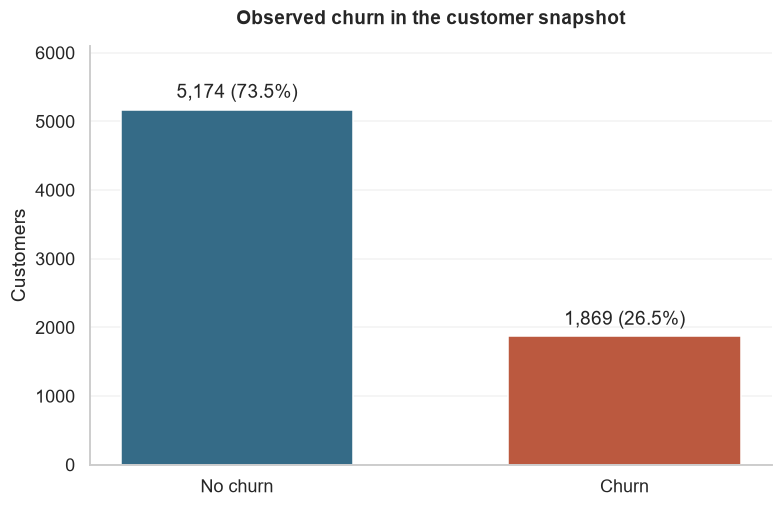 Observed churn in the customer snapshot
6000
5,174 (73.5%)
5000
4000
Customers
3000
1,869 (26.5%)
2000
1000
0
No churn
Churn